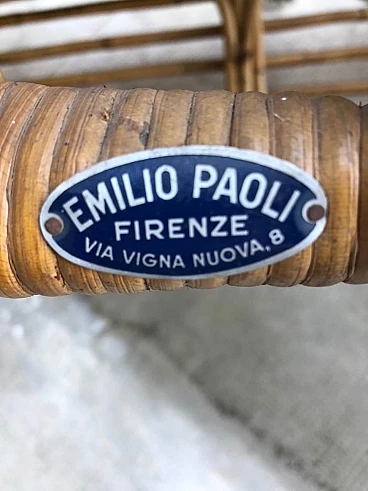 EMILIO PAOLI
FIRENZE
VIA VIGNA NUOVA, 8